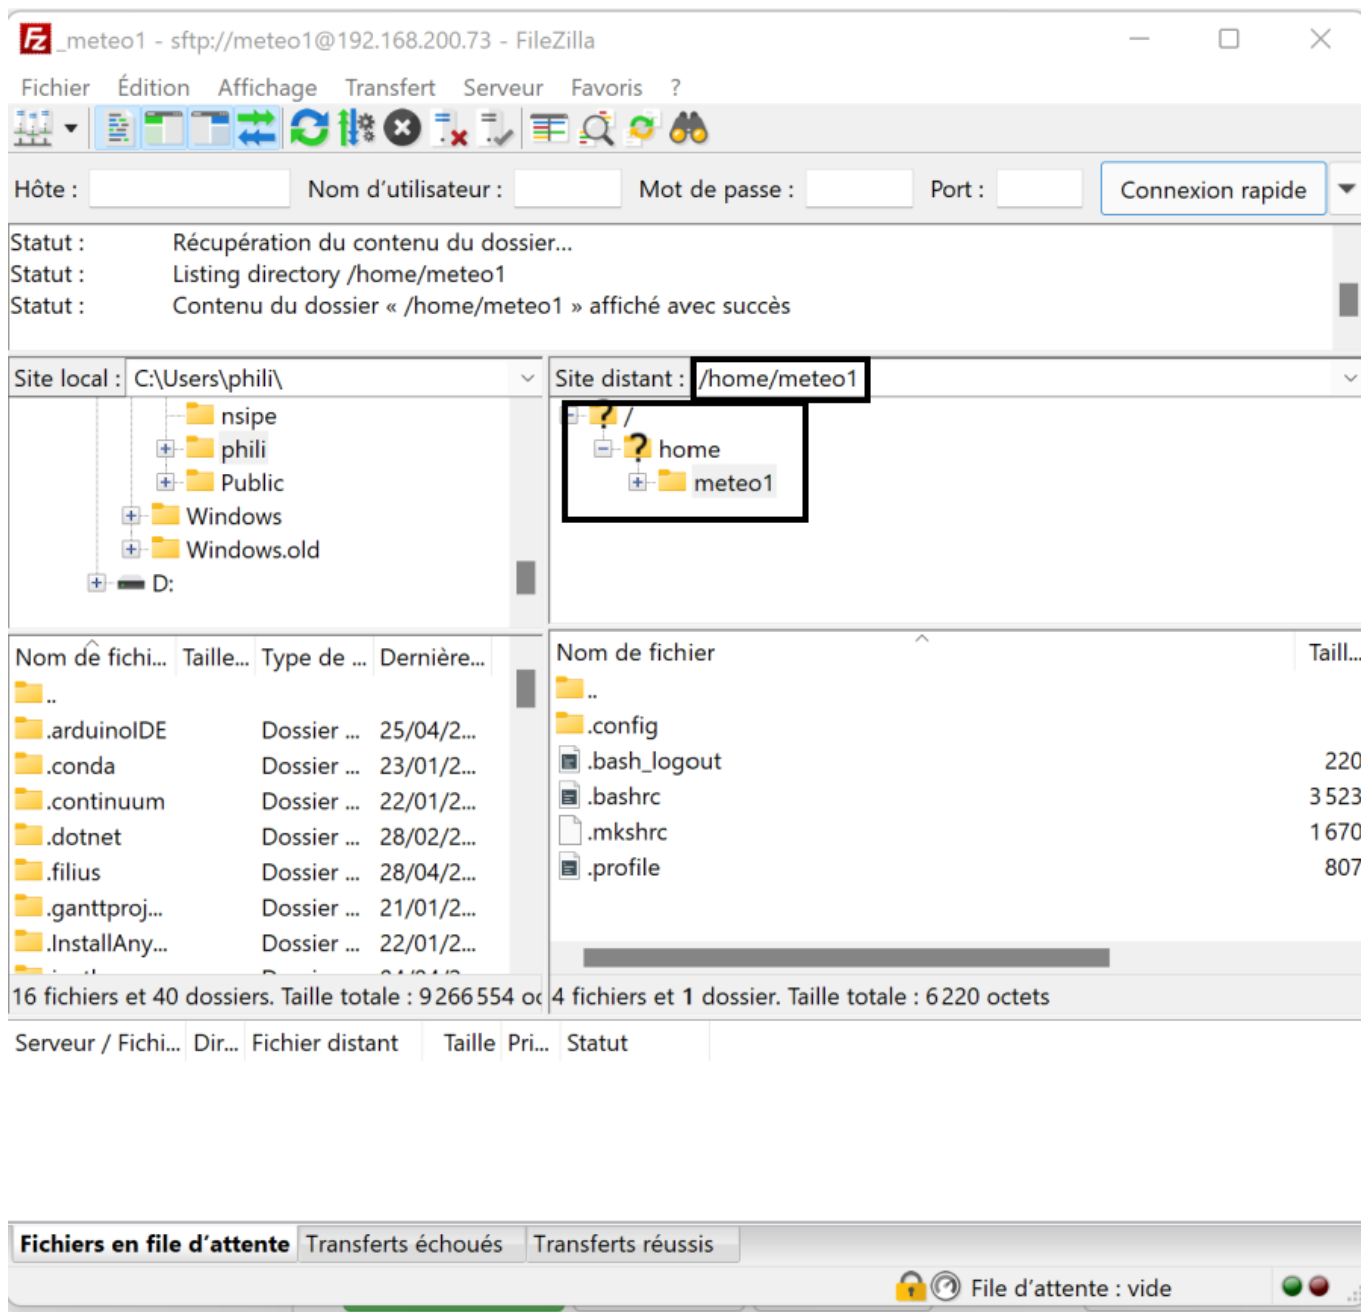 _meteo1 - sftp://meteo1@192.168.200.73 - FileZilla
Fichier Édition Affichage Transfert Serveur Favoris ?
Hôte : Nom d'utilisateur : Mot de passe : Port : Connexion rapide
Statut : Récupération du contenu du dossier...
Statut : Listing directory /home/meteo1
Statut : Contenu du dossier « /home/meteo1 » affiché avec succès
Site local : C:\Users\phili\
nsipe
phili
Public
Windows
Windows.old
D:
Site distant : /home/meteo1
/
home
meteo1
Nom de fichi... Taille... Type de ... Dernière...
..
.arduinoIDE Dossier ... 25/04/2...
.conda Dossier ... 23/01/2...
.continuum Dossier ... 22/01/2...
.dotnet Dossier ... 28/02/2...
.filius Dossier ... 28/04/2...
.ganttproj... Dossier ... 21/01/2...
.InstallAny... Dossier ... 22/01/2...
16 fichiers et 40 dossiers. Taille totale : 9 266 554 oc
Nom de fichier Taill...
..
.config
.bash_logout 220
.bashrc 3 523
.mkshrc 1 670
.profile 807
4 fichiers et 1 dossier. Taille totale : 6 220 octets
Serveur / Fichi... Dir... Fichier distant Taille Pri... Statut
Fichiers en file d'attente Transferts échoués Transferts réussis
File d'attente : vide